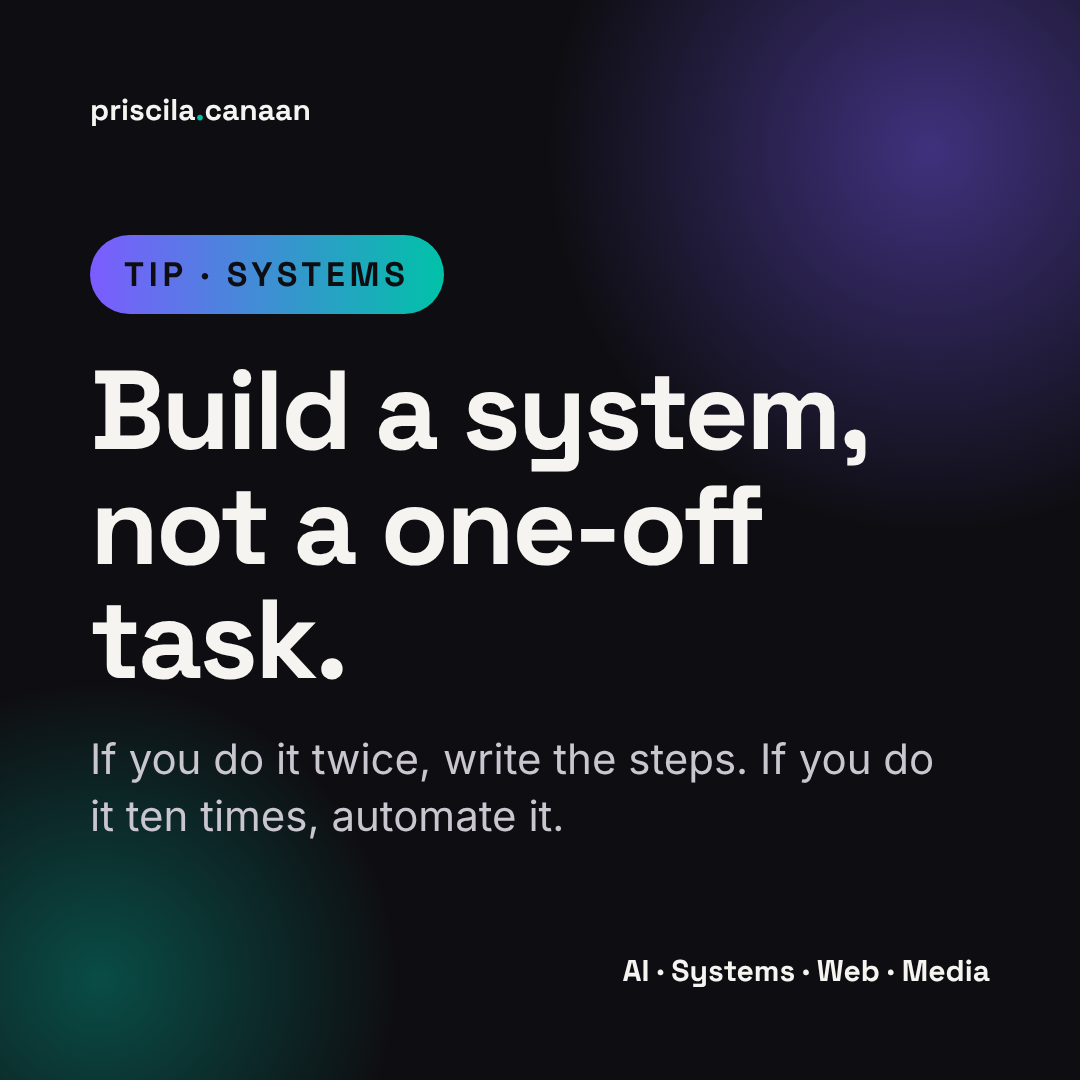 priscila.canaan
TIP · SYSTEMS
Build a system,
not a one-off
task.
If you do it twice, write the steps. If you do
it ten times, automate it.
AI · Systems · Web · Media